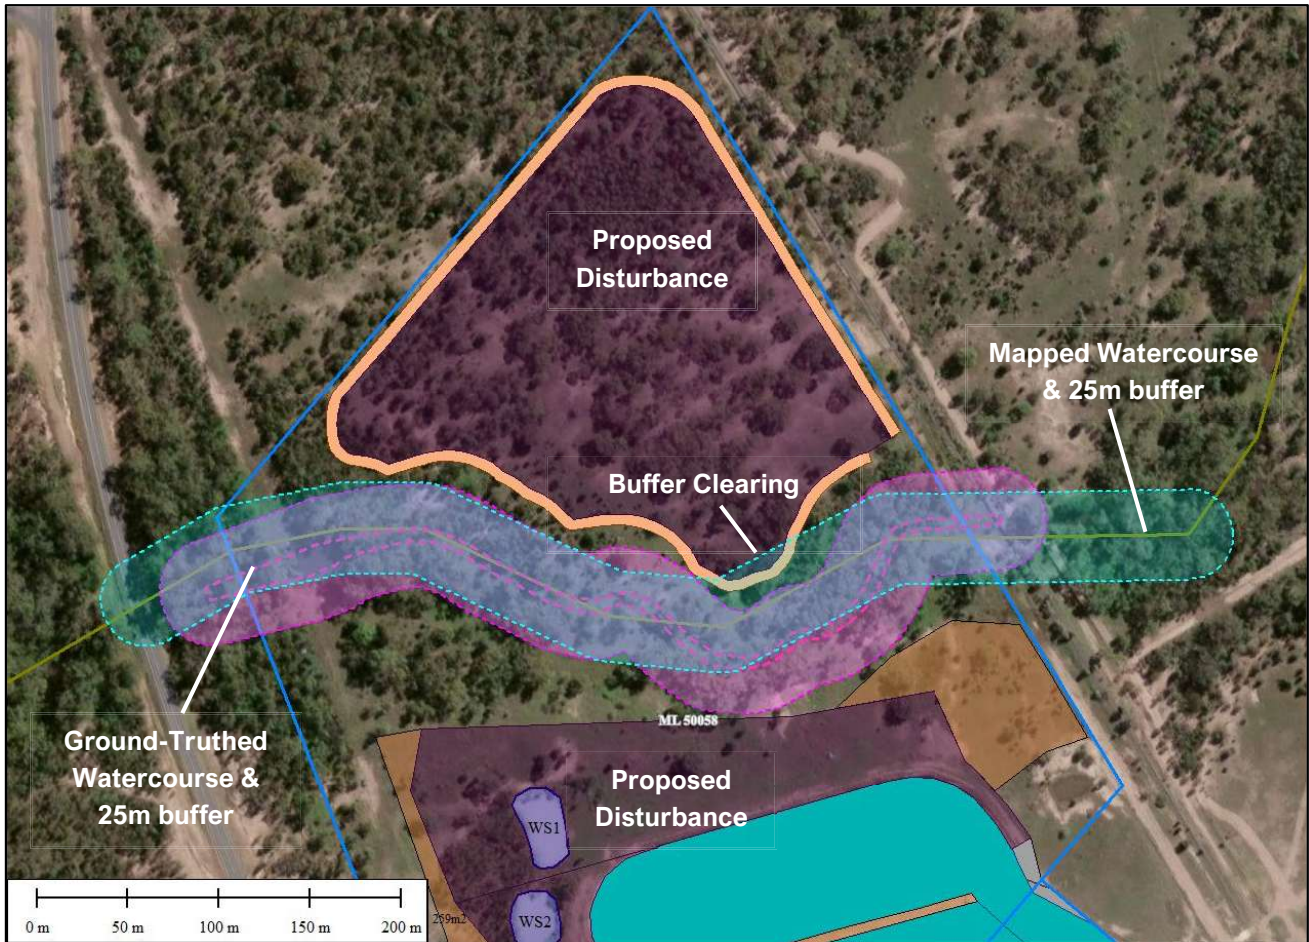 Proposed
Disturbance
Mapped Watercourse
& 25m buffer
Buffer Clearing
ML 50058
Ground-Truthed
Watercourse &
25m buffer
Proposed
Disturbance
WS1
WS2
259m2
0 m 50 m 100 m 150 m 200 m